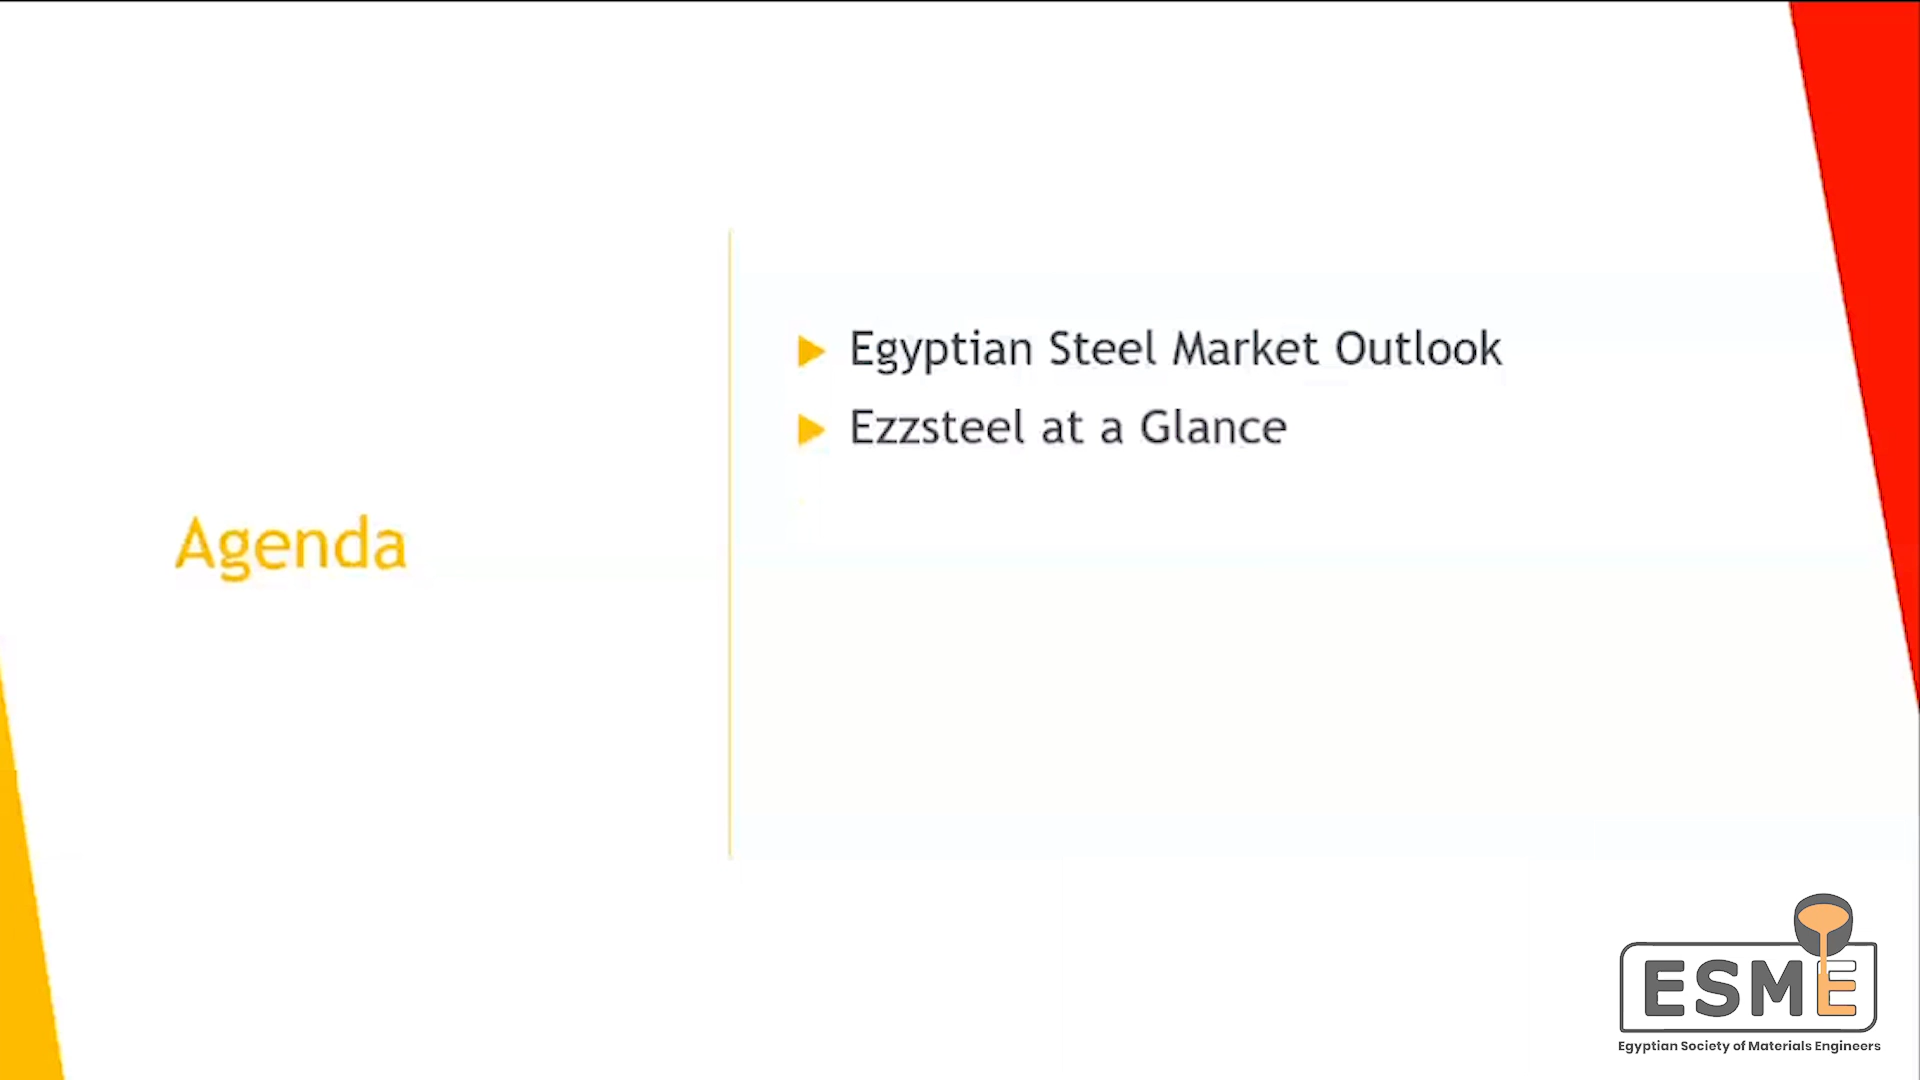 Agenda
Egyptian Steel Market Outlook
Ezzsteel at a Glance
ESME
Egyptian Society of Materials Engineers